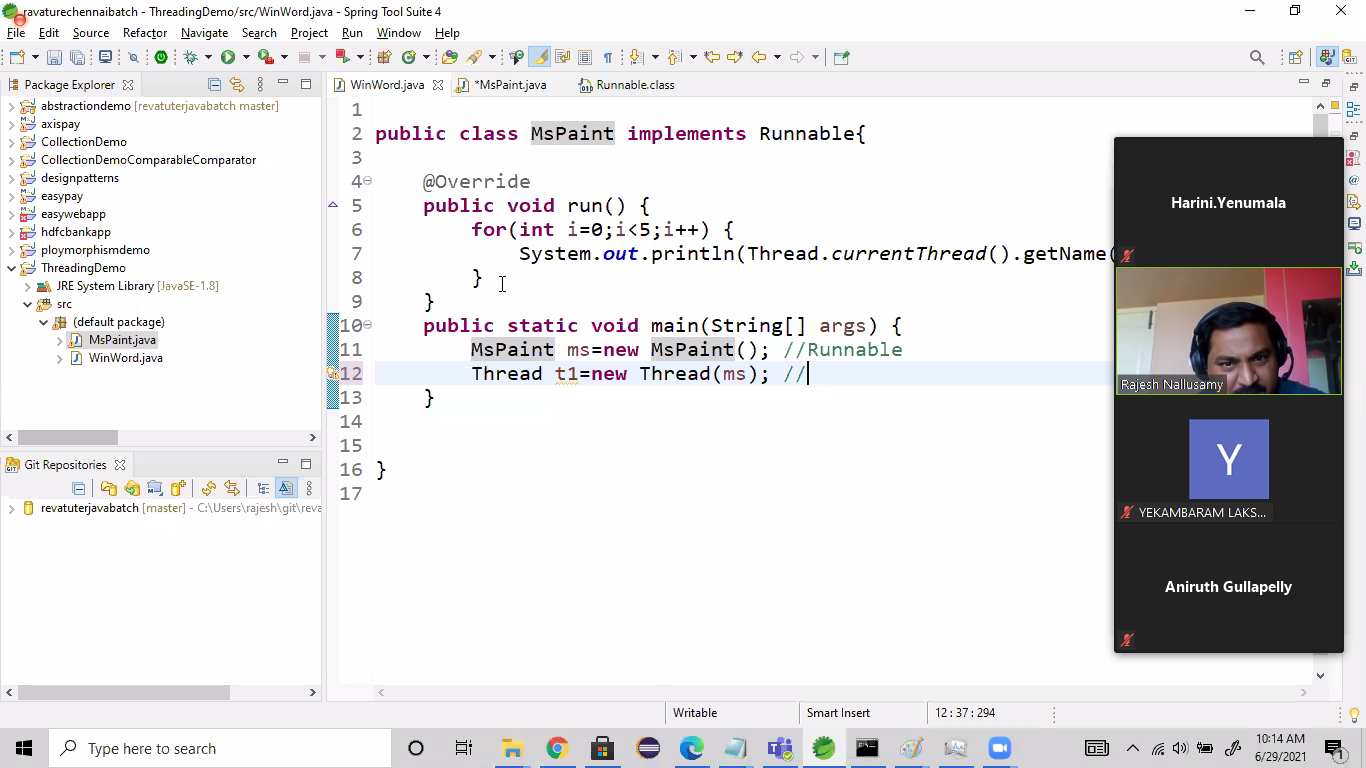 ravaturechennaibatch - ThreadingDemo/src/WinWord.java - Spring Tool Suite 4
File Edit Source Refactor Navigate Search Project Run Window Help
Package Explorer
WinWord.java *MsPaint.java Runnable.class
abstractiondemo [revatuterjavabatch master]
axispay
CollectionDemo
CollectionDemoComparableComparator
designpatterns
easypay
easywebapp
hdfcbankapp
ploymorphismdemo
ThreadingDemo
JRE System Library [JavaSE-1.8]
src
(default package)
MsPaint.java
WinWord.java
1
2 public class MsPaint implements Runnable{
3
4 @Override
5 public void run() {
6 for(int i=0;i<5;i++) {
7 System.out.println(Thread.currentThread().getName(
8 }
9 }
10 public static void main(String[] args) {
11 MsPaint ms=new MsPaint(); //Runnable
12 Thread t1=new Thread(ms); //
13 }
14
15
16 }
17
Git Repositories
revatuterjavabatch [master] - C:\Users\rajesh\git\reva
Harini.Yenumala
Rajesh Nallusamy
Y
YEKAMBARAM LAKS...
Aniruth Gullapelly
Writable Smart Insert 12 : 37 : 294
Type here to search
10:14 AM
6/29/2021
1